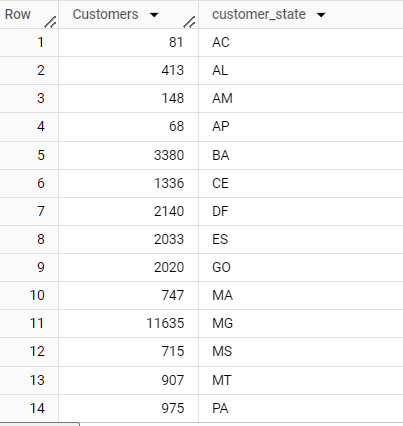 Row Customers customer_state
1 81 AC
2 413 AL
3 148 AM
4 68 AP
5 3380 BA
6 1336 CE
7 2140 DF
8 2033 ES
9 2020 GO
10 747 MA
11 11635 MG
12 715 MS
13 907 MT
14 975 PA